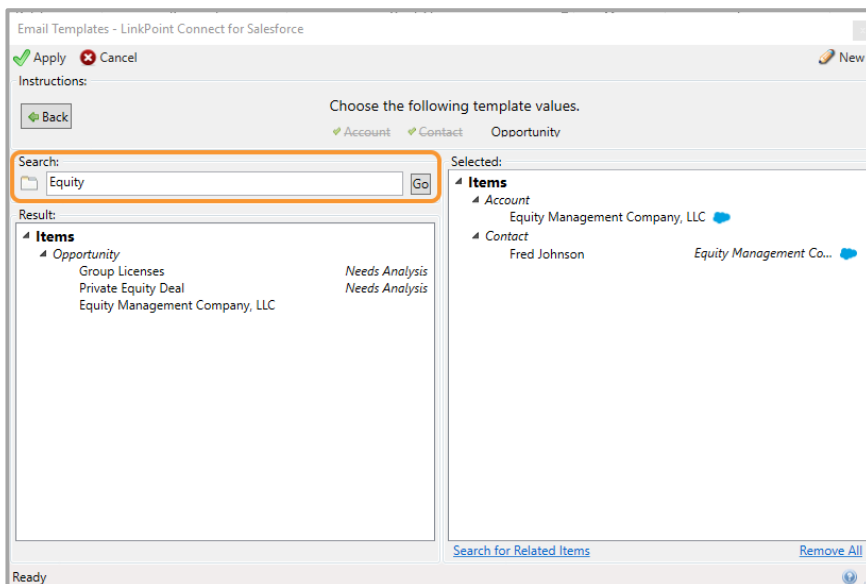 Email Templates - LinkPoint Connect for Salesforce
Apply Cancel New
Instructions:
Back
Choose the following template values.
Account Contact Opportunity
Search:
Equity Go
Result:
Items
Opportunity
Group Licenses Needs Analysis
Private Equity Deal Needs Analysis
Equity Management Company, LLC
Selected:
Items
Account
Equity Management Company, LLC
Contact
Fred Johnson Equity Management Co...
Search for Related Items Remove All
Ready